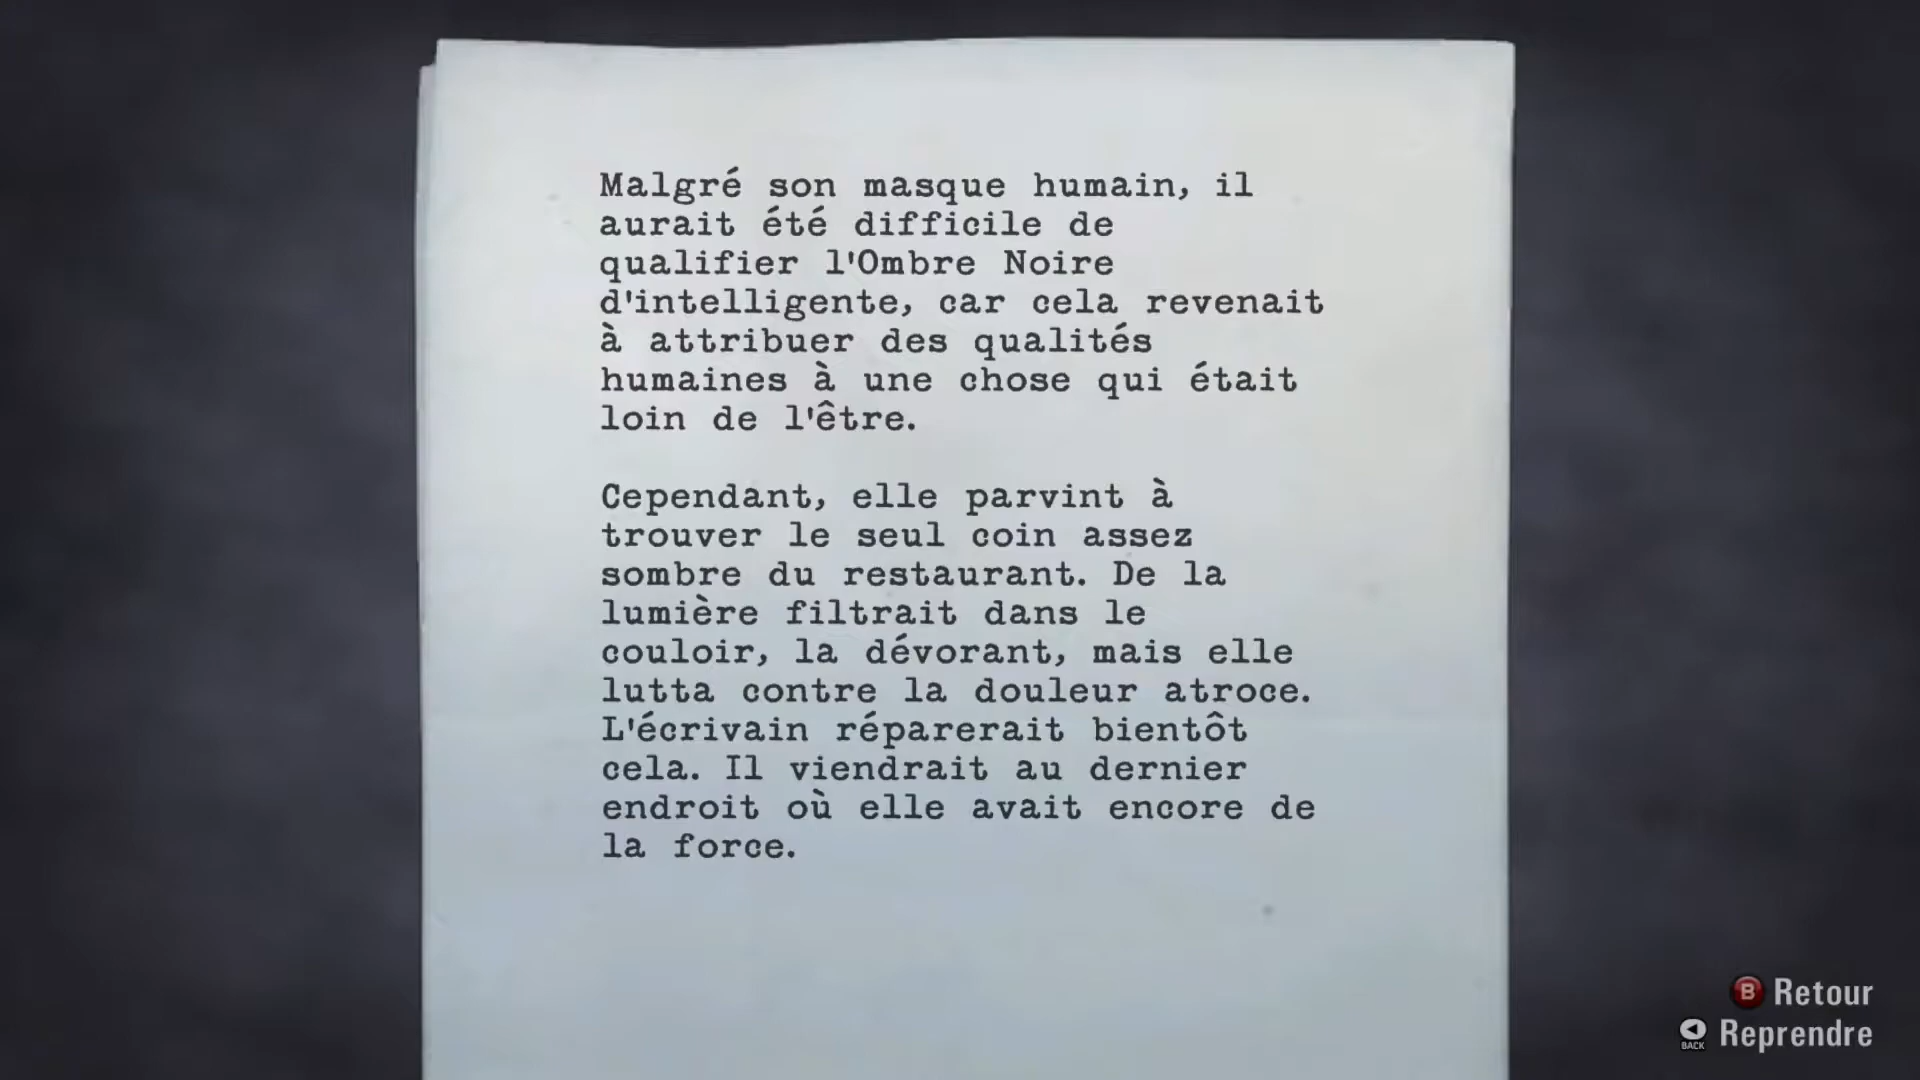 Malgré son masque humain, il
aurait été difficile de
qualifier l'Ombre Noire
d'intelligente, car cela revenait
à attribuer des qualités
humaines à une chose qui était
loin de l'être.
Cependant, elle parvint à
trouver le seul coin assez
sombre du restaurant. De la
lumière filtrait dans le
couloir, la dévorant, mais elle
lutta contre la douleur atroce.
L'écrivain réparerait bientôt
cela. Il viendrait au dernier
endroit où elle avait encore de
la force.
B Retour
BACK Reprendre